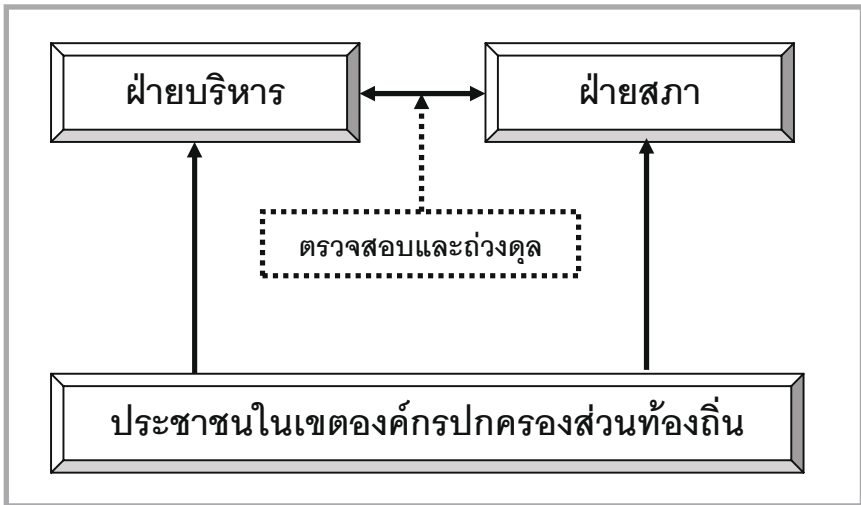 ฝ่ายบริหาร
ฝ่ายสภา
ตรวจสอบและถ่วงดุล
ประชาชนในเขตองค์กรปกครองส่วนท้องถิ่น